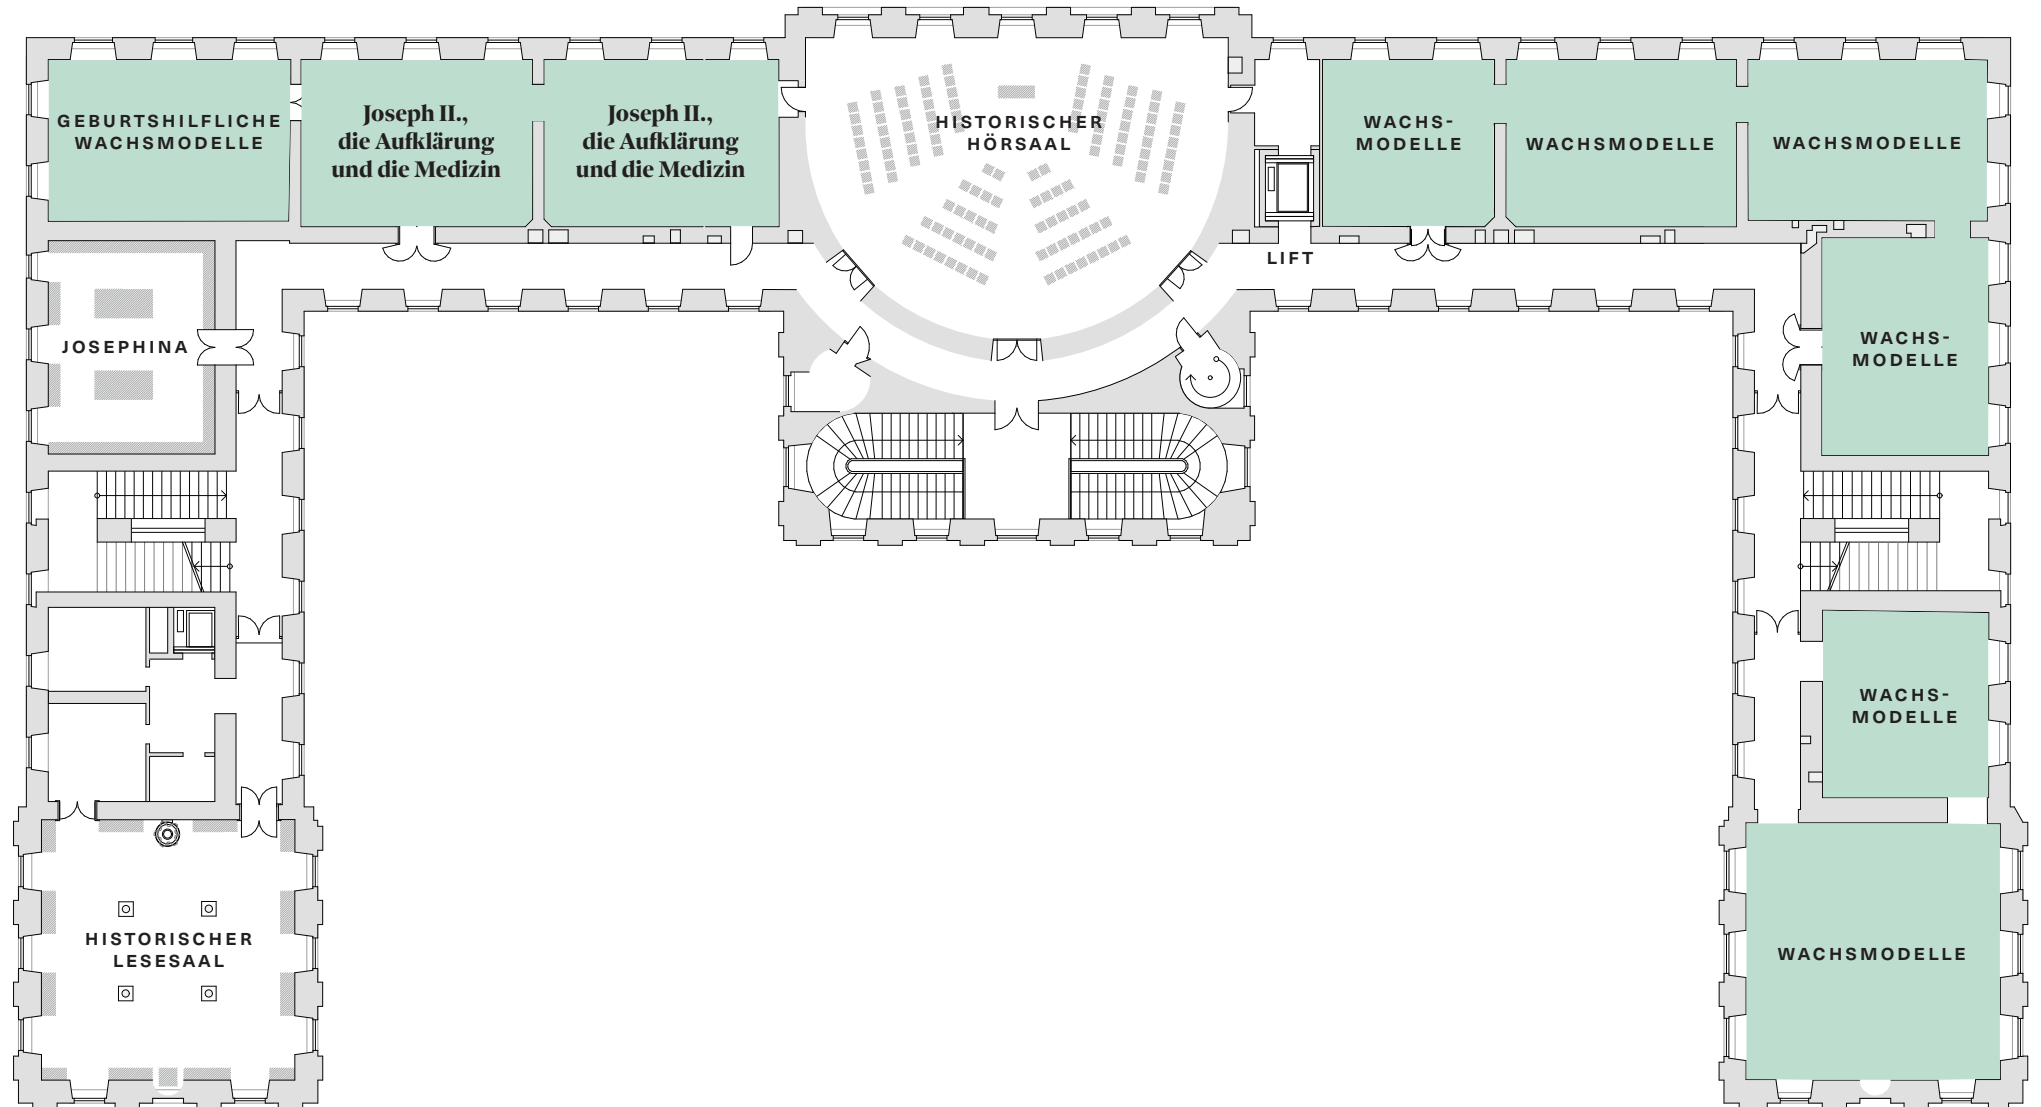 GEBURTSHILFLICHE
WACHSMODELLE
Joseph II.,
die Aufklärung
und die Medizin
Joseph II.,
die Aufklärung
und die Medizin
HISTORISCHER
HÖRSAAL
WACHS-
MODELLE
WACHSMODELLE
WACHSMODELLE
LIFT
JOSEPHINA
WACHS-
MODELLE
WACHS-
MODELLE
HISTORISCHER
LESESAAL
WACHSMODELLE